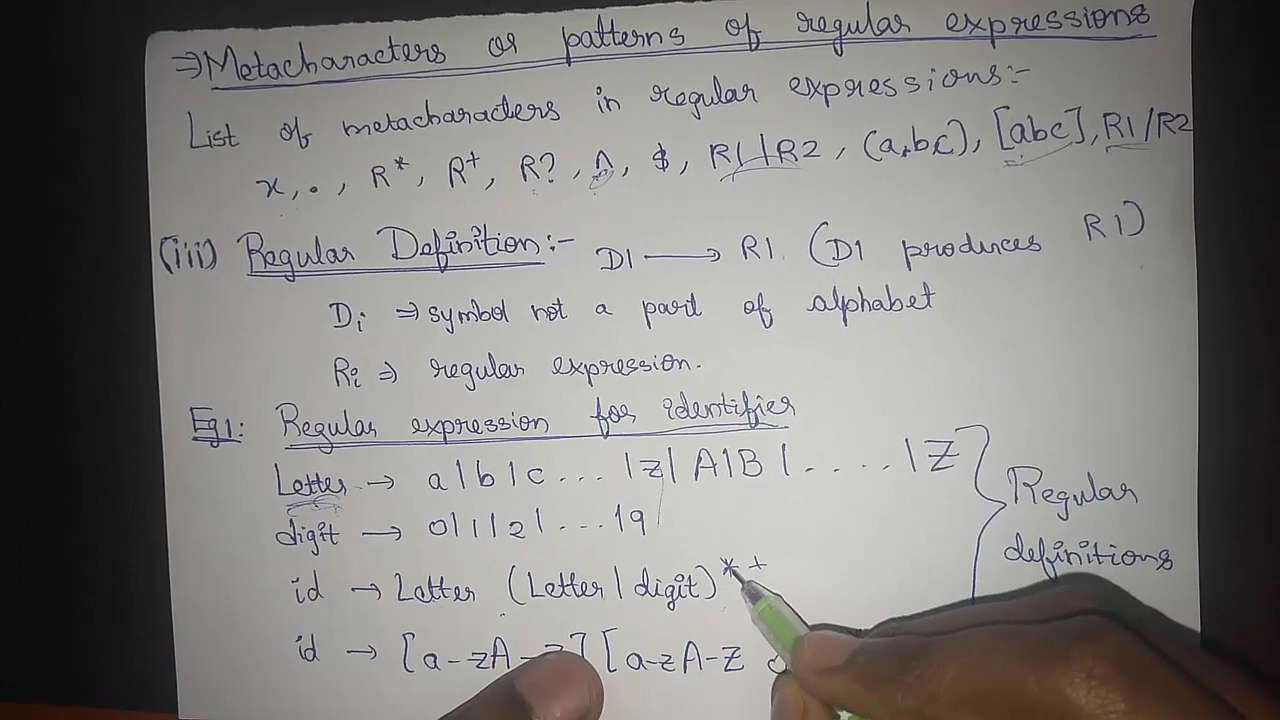 ⇒Metacharacters or patterns of regular expressions
List of metacharacters in regular expressions:-
x, ., R*, R+, R?, ^, $, R1|R2, (a,bc), [abc], R1/R2
(iii) Regular Definition:- D1 → R1 (D1 produces R1)
Di ⇒ symbol not a part of alphabet
Ri ⇒ regular expression.
Eg1: Regular expression for identifier
Letter → a|b|c...|z|A|B|.....|Z
digit → 0|1|2|...|9
Regular definitions
id → Letter (Letter|digit)*+
id → [a-zA-Z][a-zA-Z